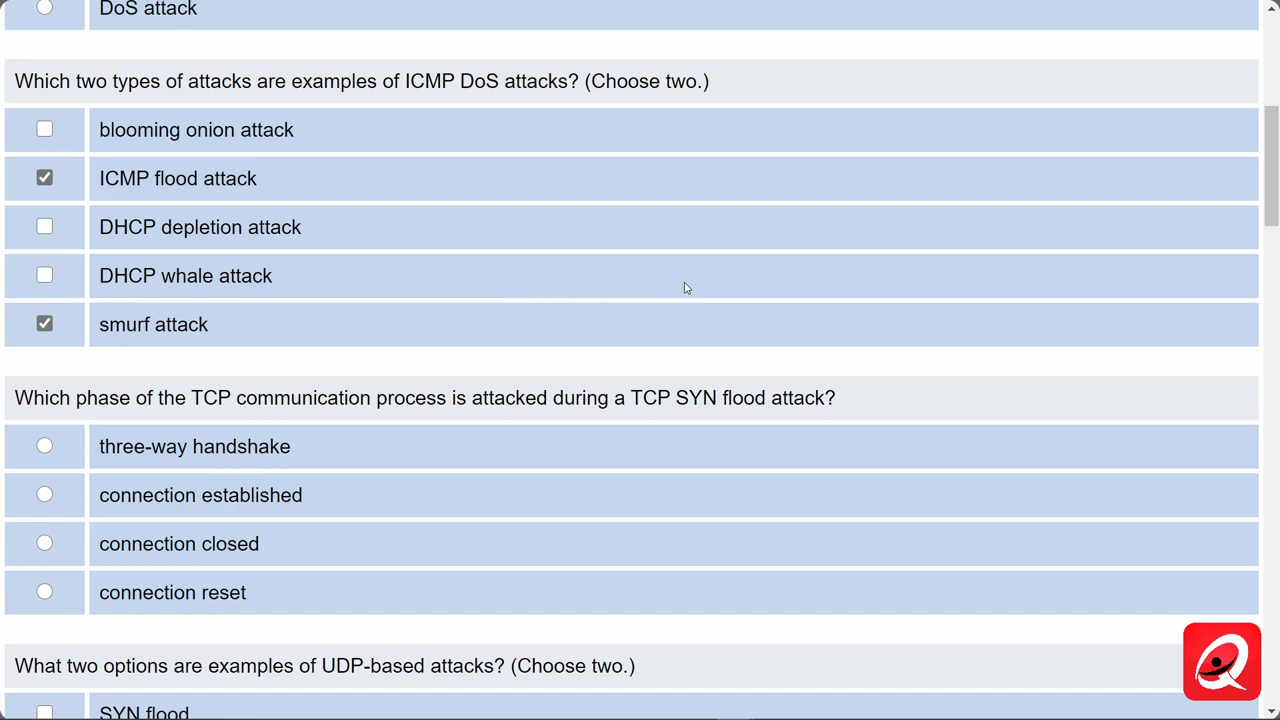 DoS attack
Which two types of attacks are examples of ICMP DoS attacks? (Choose two.)
blooming onion attack
ICMP flood attack
DHCP depletion attack
DHCP whale attack
smurf attack
Which phase of the TCP communication process is attacked during a TCP SYN flood attack?
three-way handshake
connection established
connection closed
connection reset
What two options are examples of UDP-based attacks? (Choose two.)
SYN flood